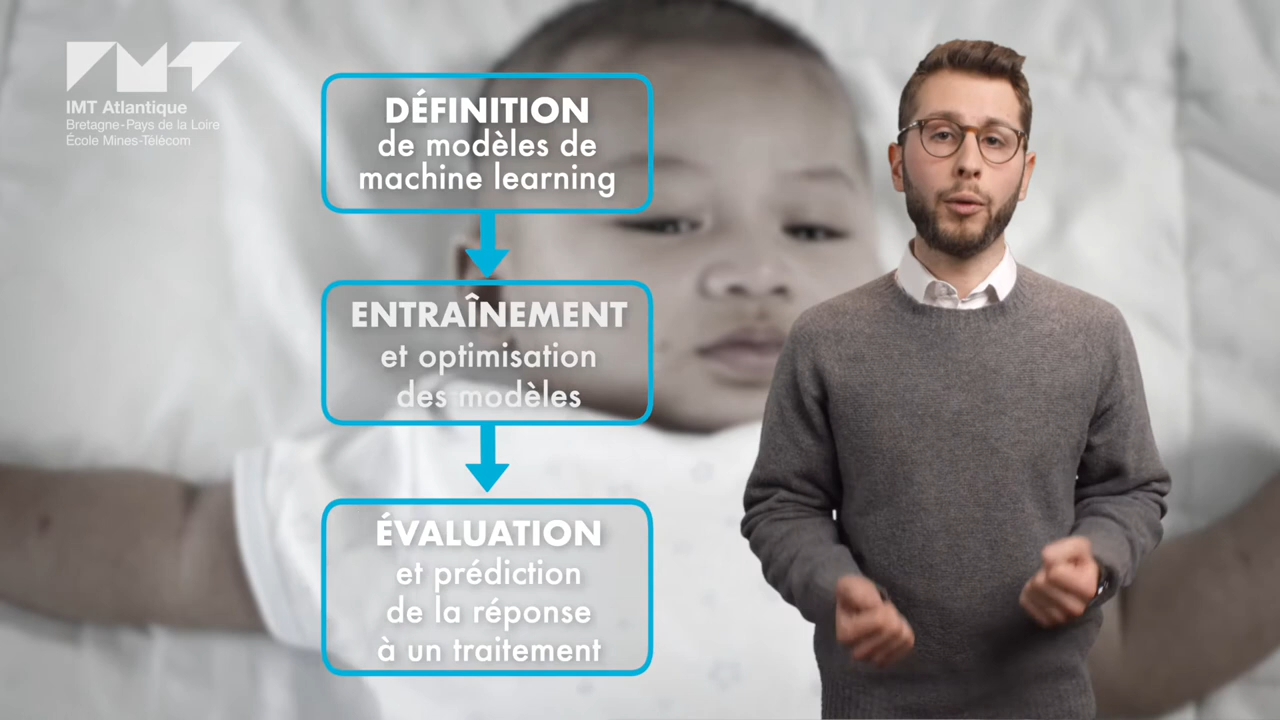 IMT Atlantique
Bretagne-Pays de la Loire
École Mines-Télécom
DÉFINITION
de modèles de
machine learning
ENTRAÎNEMENT
et optimisation
des modèles
ÉVALUATION
et prédiction
de la réponse
à un traitement